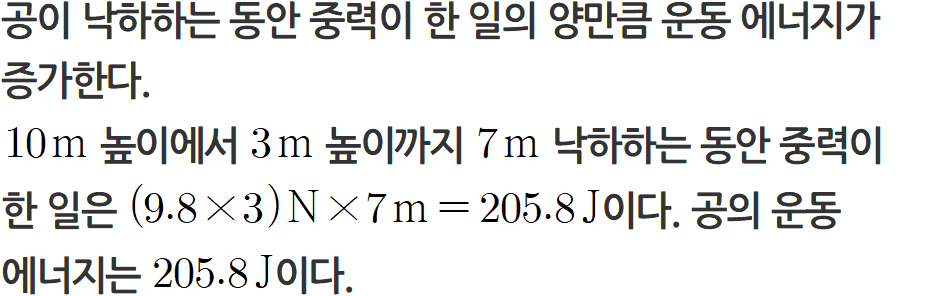 공이 낙하하는 동안 중력이 한 일의 양만큼 운동 에너지가
증가한다.
10 m 높이에서 3 m 높이까지 7 m 낙하하는 동안 중력이
한 일은 (9.8×3) N×7 m=205.8 J이다. 공의 운동
에너지는 205.8 J이다.